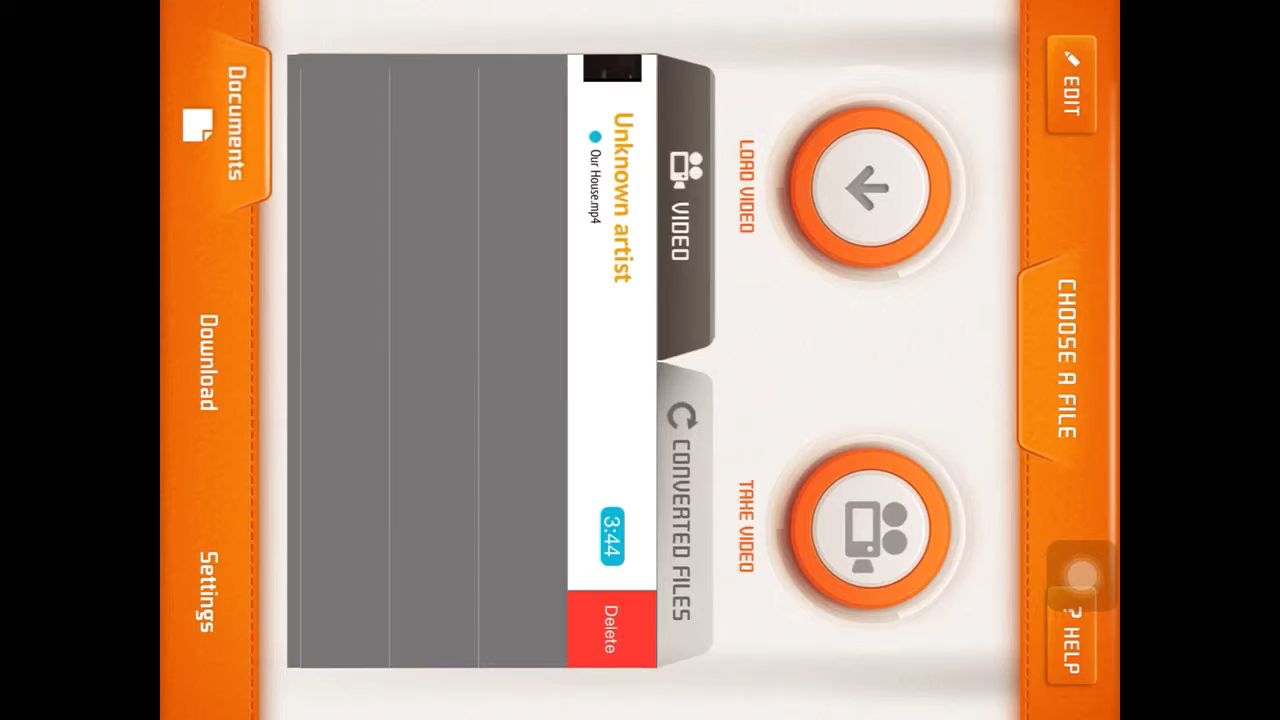 EDIT
CHOOSE A FILE
? HELP
LOAD VIDEO
TAKE VIDEO
VIDEO
CONVERTED FILES
Unknown artist
Our House.mp4
3:44
Delete
Documents
Download
Settings